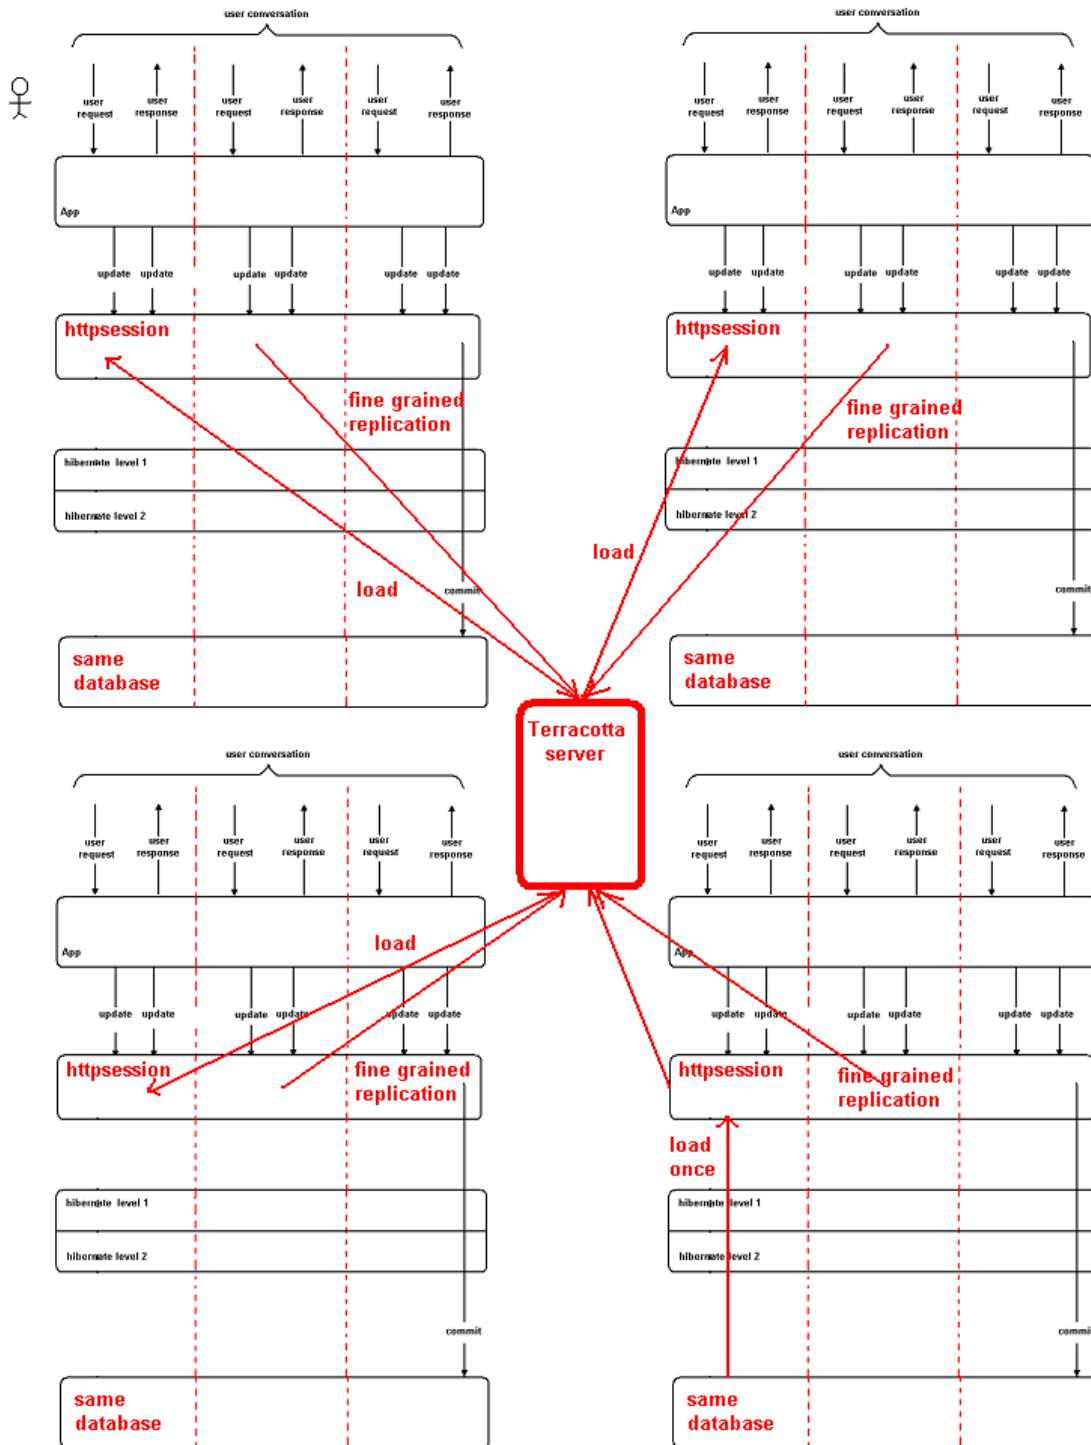 user conversation
user conversation
user
request
user
response
user
request
user
response
user
request
user
response
user
request
user
response
user
request
user
response
user
request
user
response
App
App
update
update
update
update
update
update
update
update
update
update
update
update
httpsession
httpsession
fine grained
replication
fine grained
replication
hibernate level 1
hibernate level 2
hibernate level 1
hibernate level 2
load
load
commit
commit
same
database
same
database
Terracotta
server
user conversation
user conversation
user
request
user
response
user
request
user
response
user
request
user
response
user
request
user
response
user
request
user
response
user
request
user
response
App
App
load
update
update
update
update
update
update
update
update
update
update
update
update
httpsession
fine grained
replication
httpsession
fine grained
replication
load
once
hibernate level 1
hibernate level 2
hibernate level 1
hibernate level 2
commit
commit
same
database
same
database